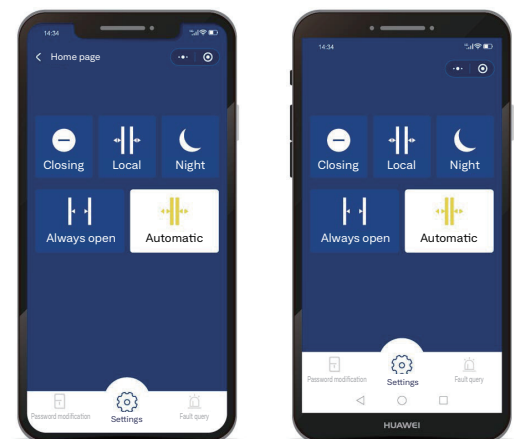 14:34
Home page
Closing
Local
Night
Always open
Automatic
Password modification
Settings
Fault query
14:34
Closing
Local
Night
Always open
Automatic
Password modification
Settings
Fault query
HUAWEI